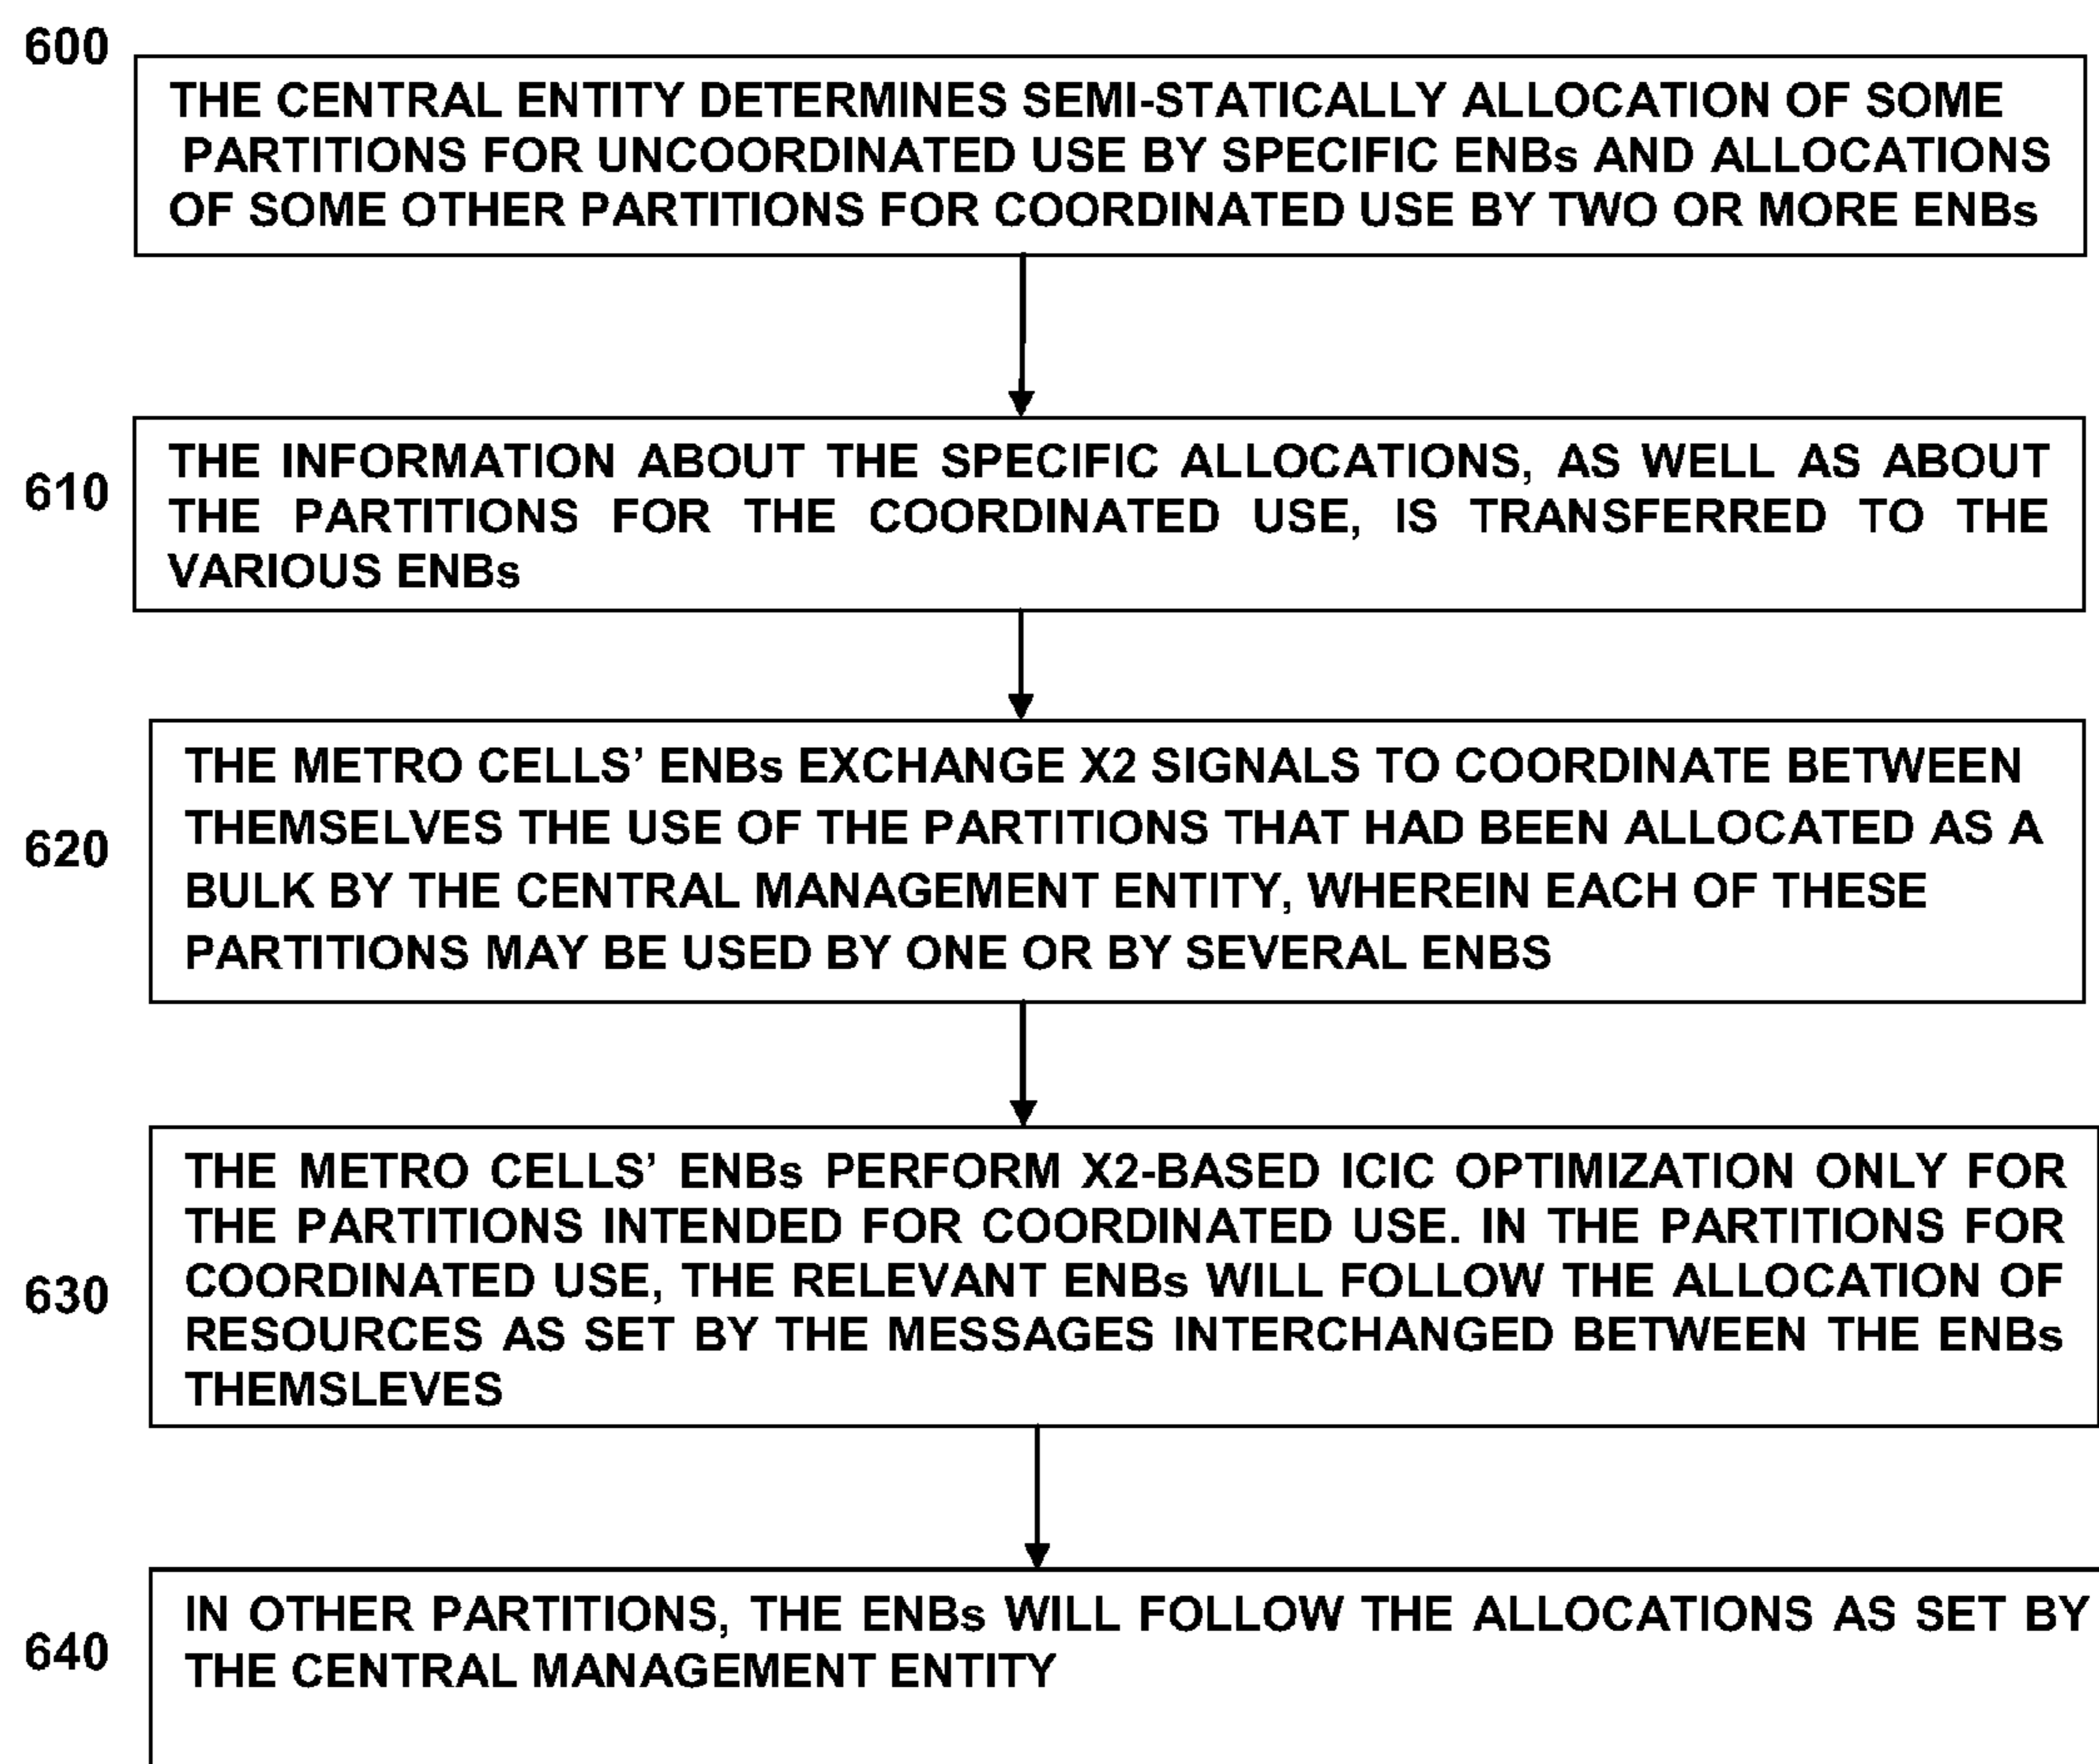 600
THE CENTRAL ENTITY DETERMINES SEMI-STATICALLY ALLOCATION OF SOME
PARTITIONS FOR UNCOORDINATED USE BY SPECIFIC ENBs AND ALLOCATIONS
OF SOME OTHER PARTITIONS FOR COORDINATED USE BY TWO OR MORE ENBs
610
THE INFORMATION ABOUT THE SPECIFIC ALLOCATIONS, AS WELL AS ABOUT
THE PARTITIONS FOR THE COORDINATED USE, IS TRANSFERRED TO THE
VARIOUS ENBs
620
THE METRO CELLS’ ENBs EXCHANGE X2 SIGNALS TO COORDINATE BETWEEN
THEMSELVES THE USE OF THE PARTITIONS THAT HAD BEEN ALLOCATED AS A
BULK BY THE CENTRAL MANAGEMENT ENTITY, WHEREIN EACH OF THESE
PARTITIONS MAY BE USED BY ONE OR BY SEVERAL ENBS
630
THE METRO CELLS’ ENBs PERFORM X2-BASED ICIC OPTIMIZATION ONLY FOR
THE PARTITIONS INTENDED FOR COORDINATED USE. IN THE PARTITIONS FOR
COORDINATED USE, THE RELEVANT ENBs WILL FOLLOW THE ALLOCATION OF
RESOURCES AS SET BY THE MESSAGES INTERCHANGED BETWEEN THE ENBs
THEMSLEVES
640
IN OTHER PARTITIONS, THE ENBs WILL FOLLOW THE ALLOCATIONS AS SET BY
THE CENTRAL MANAGEMENT ENTITY